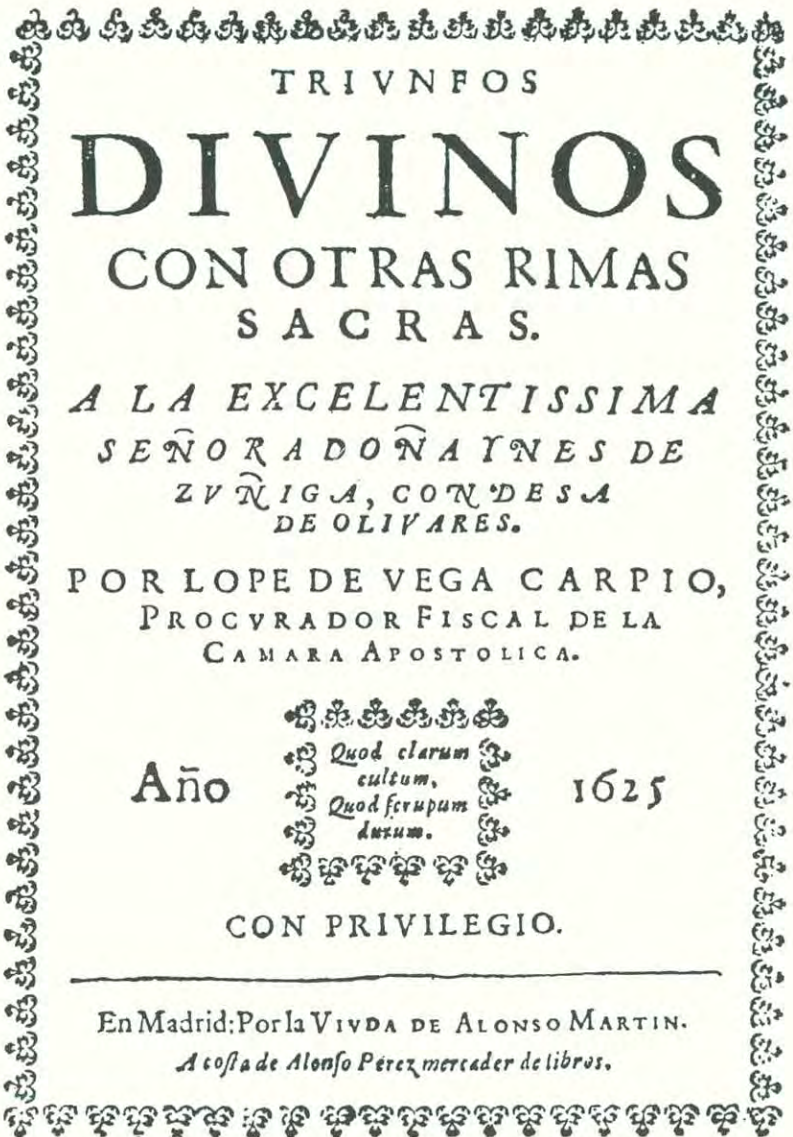 TRIVNFOS
DIVINOS
CON OTRAS RIMAS
SACRAS.
A LA EXCELENTISSIMA
SEÑORA DOÑA YNES DE
ZVÑIGA, CONDESA
DE OLIVARES.
POR LOPE DE VEGA CARPIO,
PROCVRADOR FISCAL DE LA
CAMARA APOSTOLICA.
Año
Quod clarum
cultum,
Quod ſcrupum
durum.
1625
CON PRIVILEGIO.
En Madrid: Por la VIVDA DE ALONSO MARTIN.
A coſta de Alonſo Perez mercader de libros.